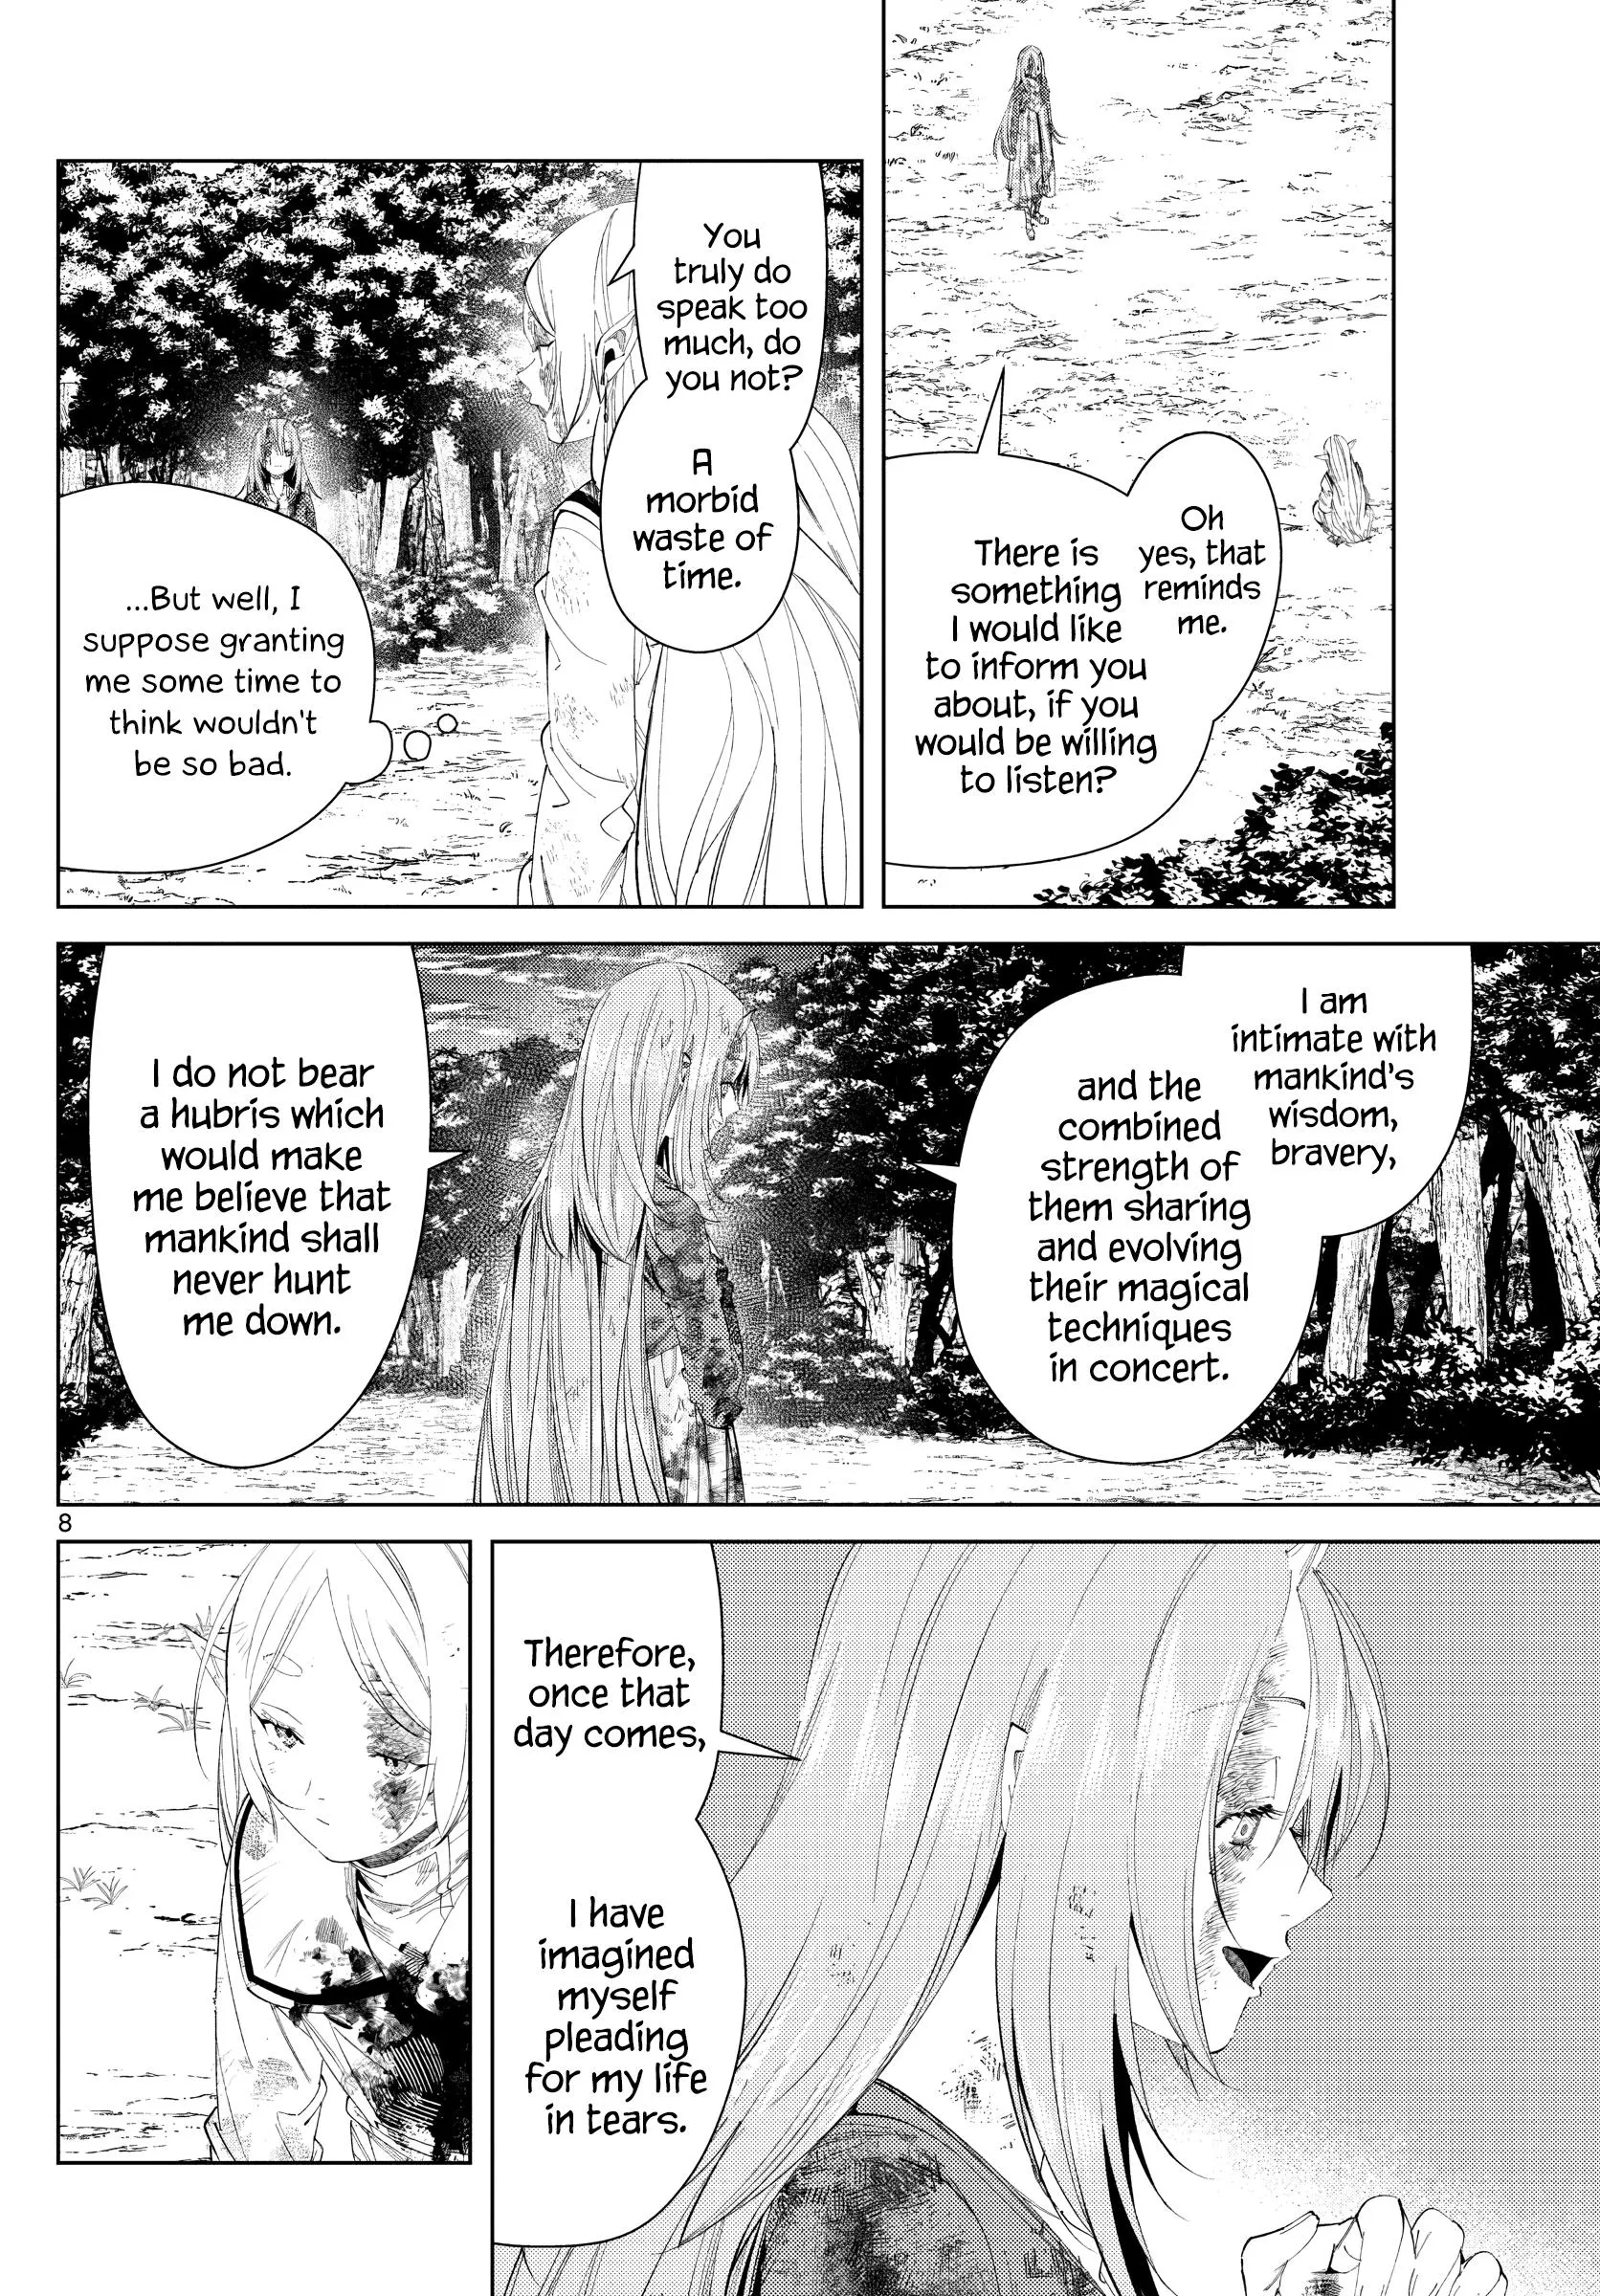 Oh
yes, that
reminds
me.
There is
something
I would like
to inform you
about, if you
would be willing
to listen?
You
truly do
speak too
much, do
you not?
A
morbid
waste of
time.
...But well, I
suppose granting
me some time to
think wouldn't
be so bad.
I am
intimate with
mankind's
wisdom,
bravery,
and the
combined
strength of
them sharing
and evolving
their magical
techniques
in concert.
I do not bear
a hubris which
would make
me believe that
mankind shall
never hunt
me down.
8
Therefore,
once that
day comes,
I have
imagined
myself
pleading
for my life
in tears.